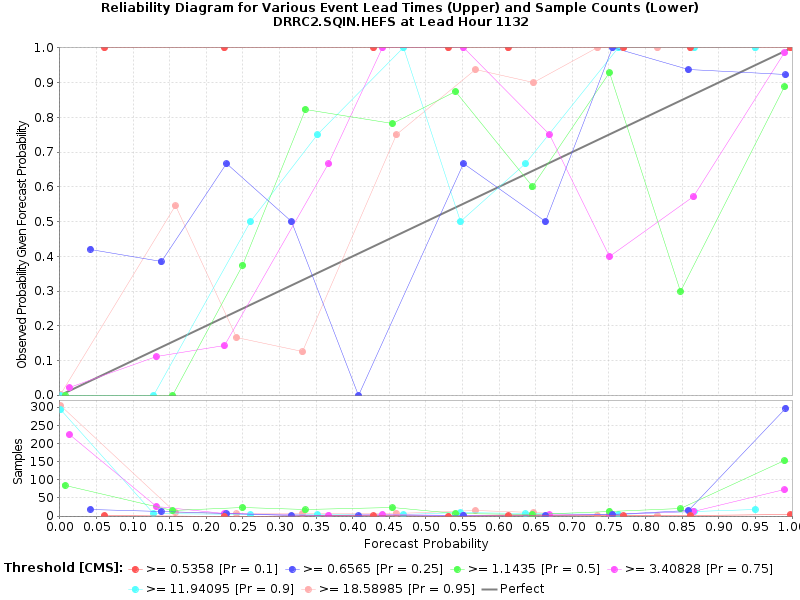 Reliability Diagram for Various Event Lead Times (Upper) and Sample Counts (Lower)
DRRC2.SQIN.HEFS at Lead Hour 1132
Observed Probability Given Forecast Probability
1.0
0.9
0.8
0.7
0.6
0.5
0.4
0.3
0.2
0.1
0.0
Samples
300
250
200
150
100
50
0
0.00 0.05 0.10 0.15 0.20 0.25 0.30 0.35 0.40 0.45 0.50 0.55 0.60 0.65 0.70 0.75 0.80 0.85 0.90 0.95 1.00
Forecast Probability
Threshold [CMS]: >= 0.5358 [Pr = 0.1] >= 0.6565 [Pr = 0.25] >= 1.1435 [Pr = 0.5] >= 3.40828 [Pr = 0.75]
>= 11.94095 [Pr = 0.9] >= 18.58985 [Pr = 0.95] Perfect